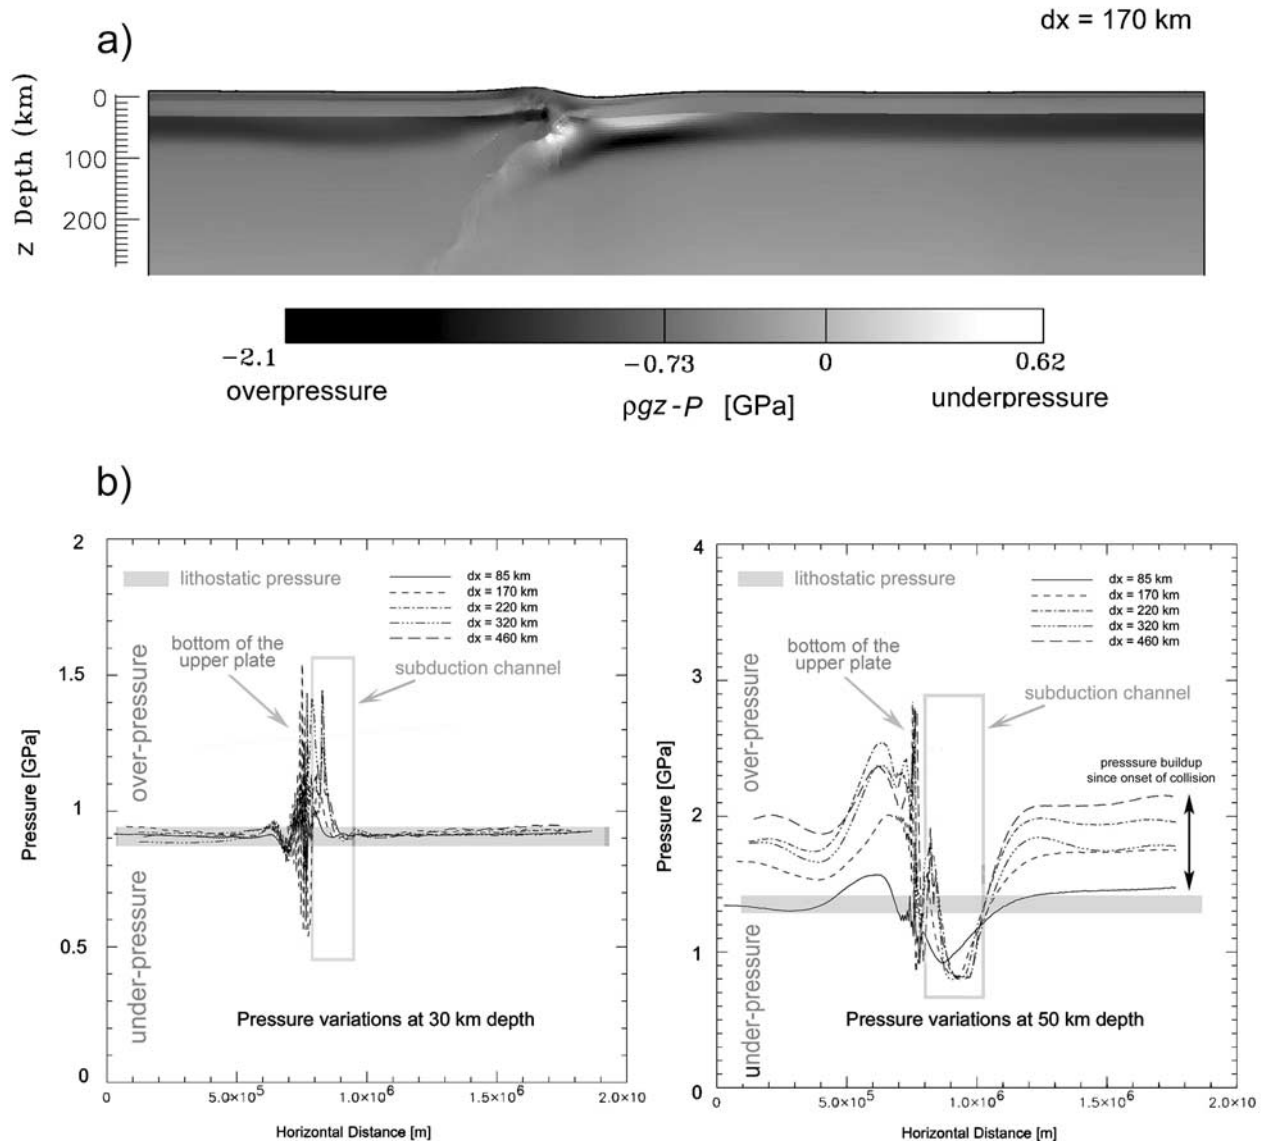 a)
dx = 170 km
z Depth (km)
0
100
200
−2.1
−0.73
0
0.62
overpressure
ρgz - P [GPa]
underpressure
b)
2
1.5
1
0.5
0
Pressure [GPa]
over-pressure
under-pressure
lithostatic pressure
dx = 85 km
dx = 170 km
dx = 220 km
dx = 320 km
dx = 460 km
bottom of the
upper plate
subduction channel
Pressure variations at 30 km depth
5.0×10⁵
1.0×10⁶
1.5×10⁶
2.0×10
Horizontal Distance [m]
4
3
2
1
0
Pressure [GPa]
over-pressure
under-pressure
lithostatic pressure
dx = 85 km
dx = 170 km
dx = 220 km
dx = 320 km
dx = 460 km
bottom of the
upper plate
subduction channel
presssure buildup
since onset of collision
Pressure variations at 50 km depth
5.0×10⁵
1.0×10⁶
1.5×10⁶
2.0×10
Horizontal Distance [m]